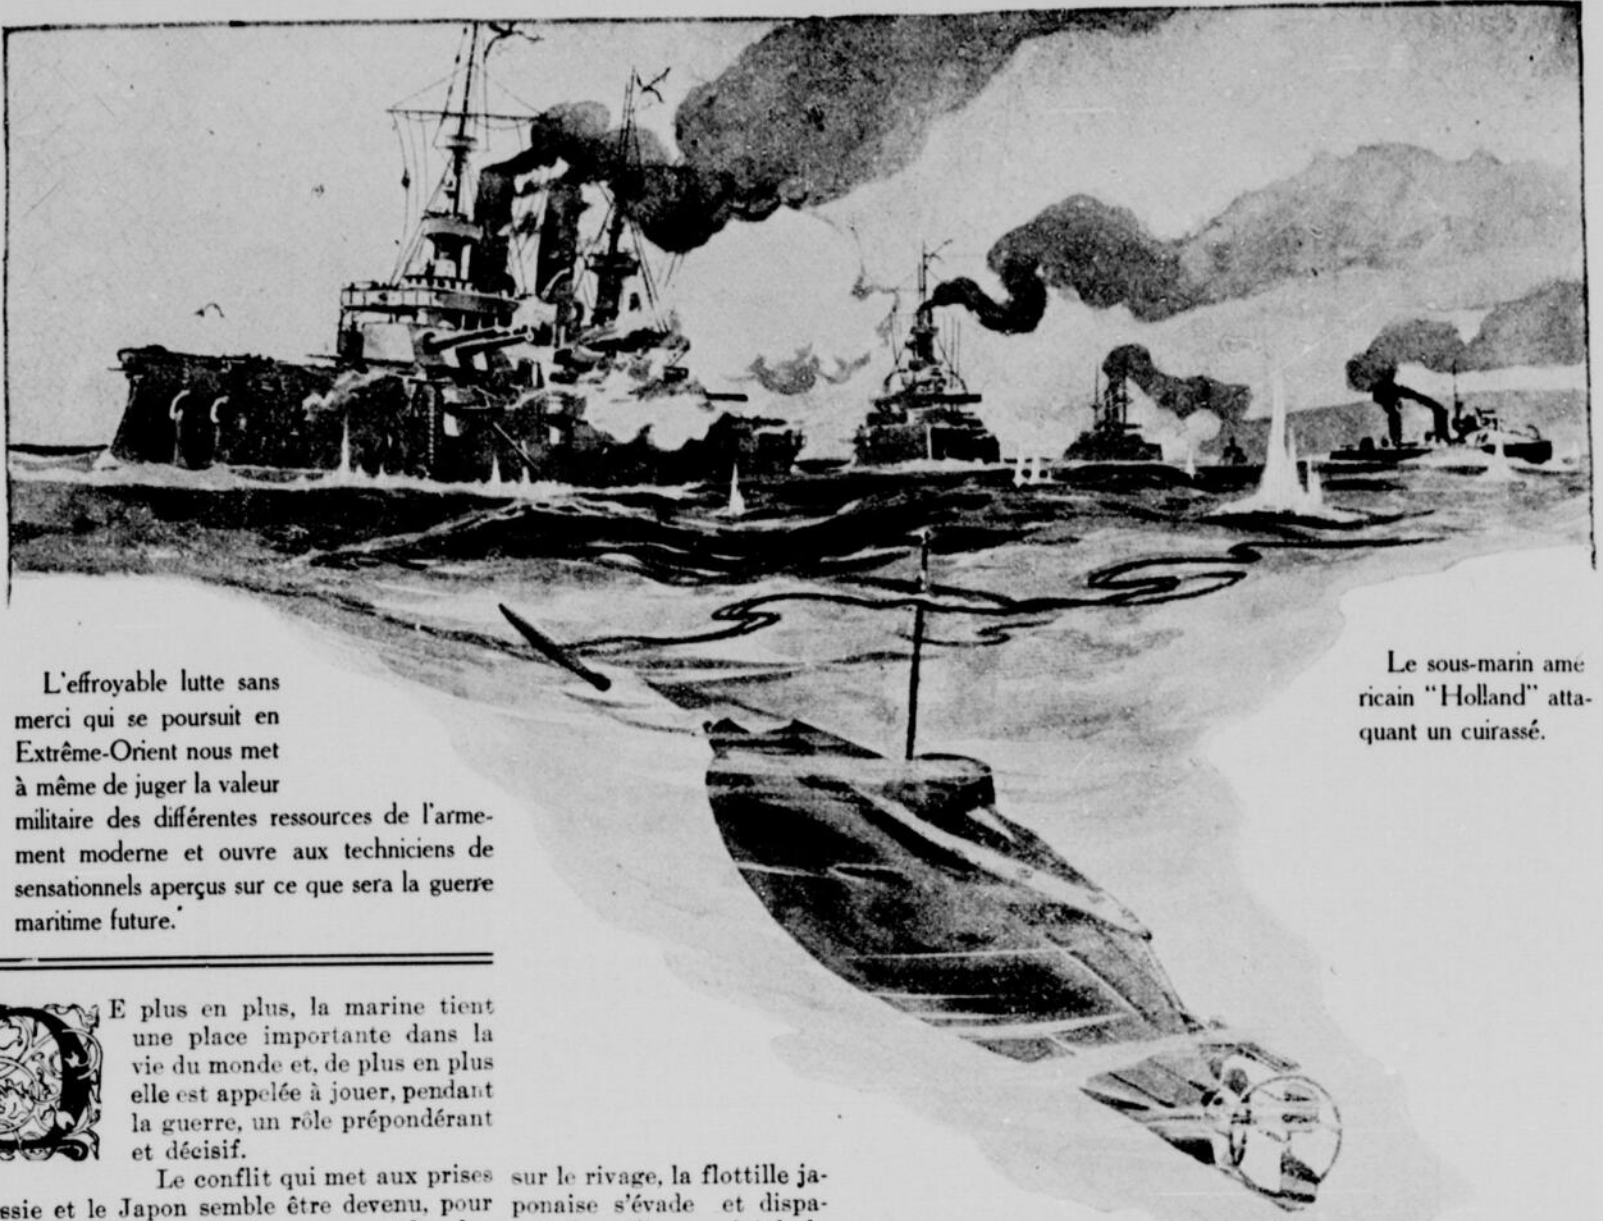 L'effroyable lutte sans
merci qui se poursuit en
Extrême-Orient nous met
à même de juger la valeur
militaire des différentes ressources de l'arme-
ment moderne et ouvre aux techniciens de
sensationnels aperçus sur ce que sera la guerre
maritime future.
Le sous-marin amé
ricain "Holland" atta-
quant un cuirassé.
DE plus en plus, la marine tient
une place importante dans la
vie du monde et, de plus en plus
elle est appelée à jouer, pendant
la guerre, un rôle prépondérant
et décisif.
Le conflit qui met aux prises
ssie et le Japon semble être devenu, pour
sur le rivage, la flottille ja-
ponaise s'évade et dispa-